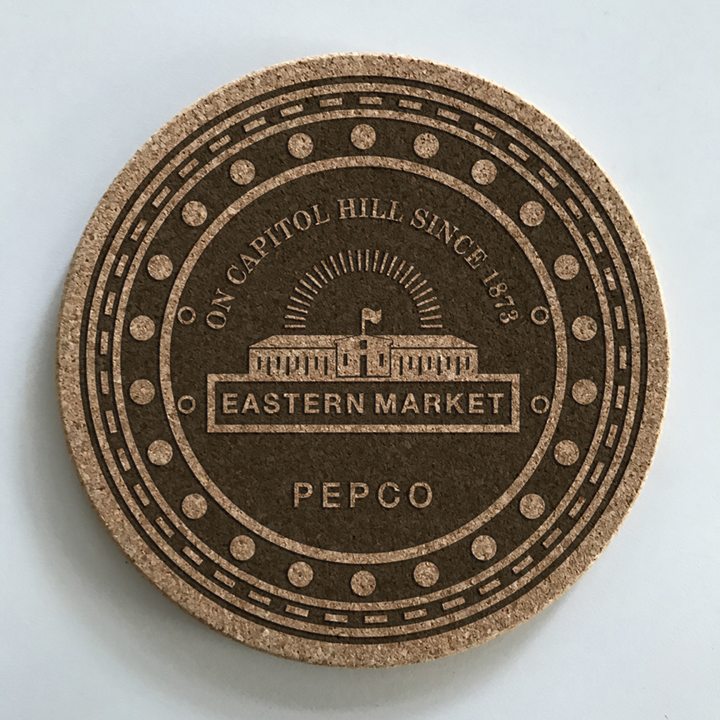 ON CAPITOL HILL SINCE 1873
EASTERN MARKET
PEPCO